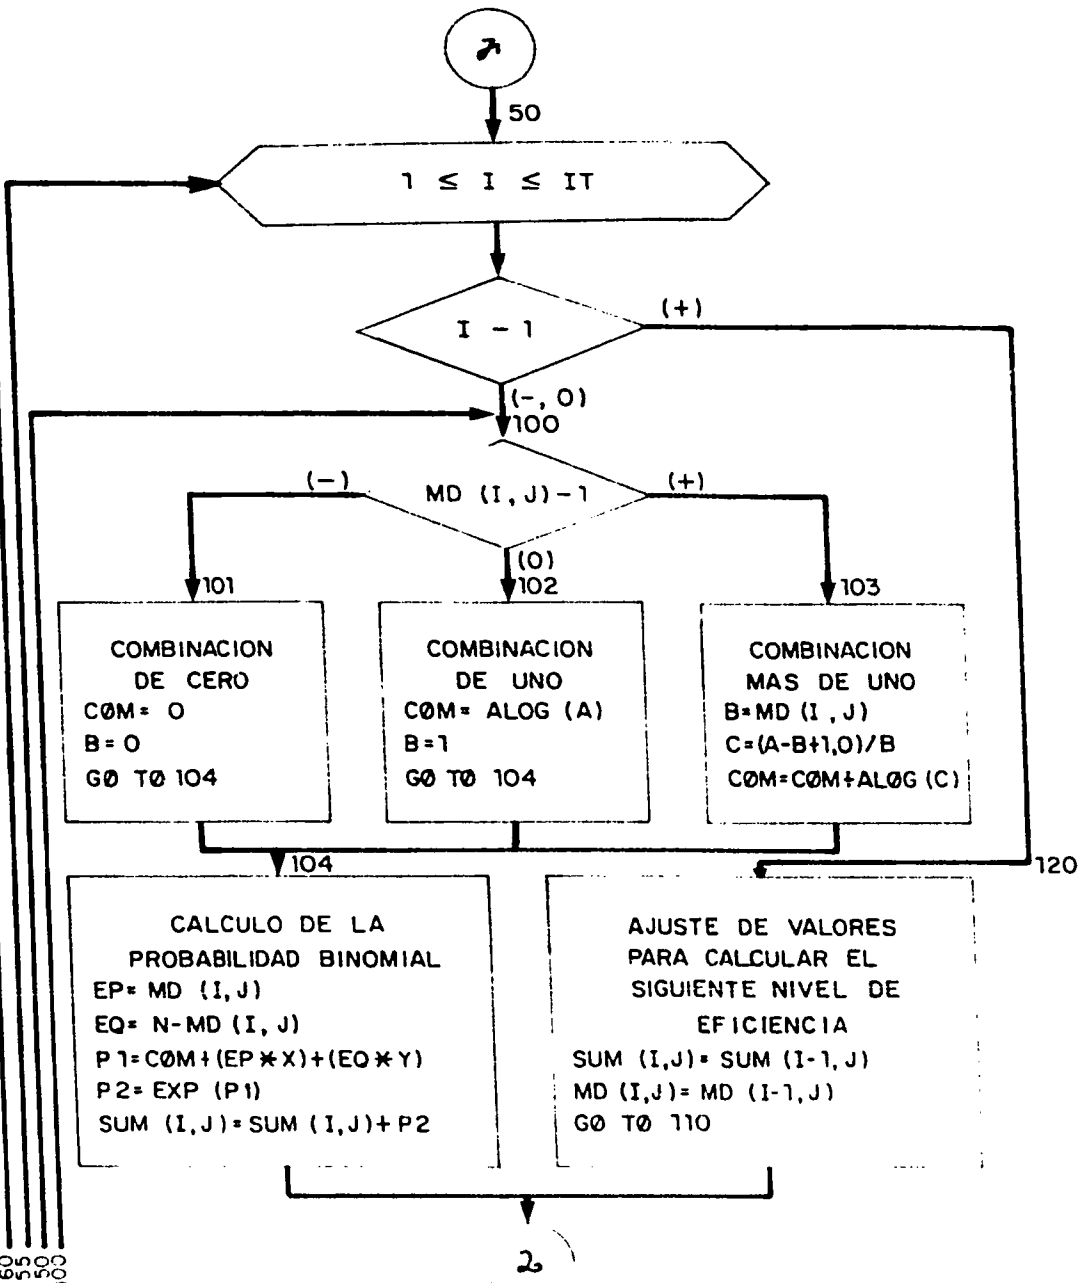 50
1 ≤ I ≤ IT
I - 1
(+)
(-, 0)
100
(-)
MD (I, J) - 1
(+)
(0)
101
102
103
COMBINACION
DE CERO
CØM= 0
B= 0
GØ TØ 104
COMBINACION
DE UNO
CØM= ALOG (A)
B=1
GØ TØ 104
COMBINACION
MAS DE UNO
B=MD (I, J)
C=(A-B+1,0)/B
CØM=CØM+ALØG (C)
104
120
CALCULO DE LA
PROBABILIDAD BINOMIAL
EP= MD (I, J)
EQ= N-MD (I, J)
P1=CØM+(EP*X)+(EQ*Y)
P2= EXP (P1)
SUM (I,J)= SUM (I,J)+P2
AJUSTE DE VALORES
PARA CALCULAR EL
SIGUIENTE NIVEL DE
EFICIENCIA
SUM (I,J)= SUM (I-1, J)
MD (I,J)= MD (I-1, J)
GØ TØ 110
2
60
55
50